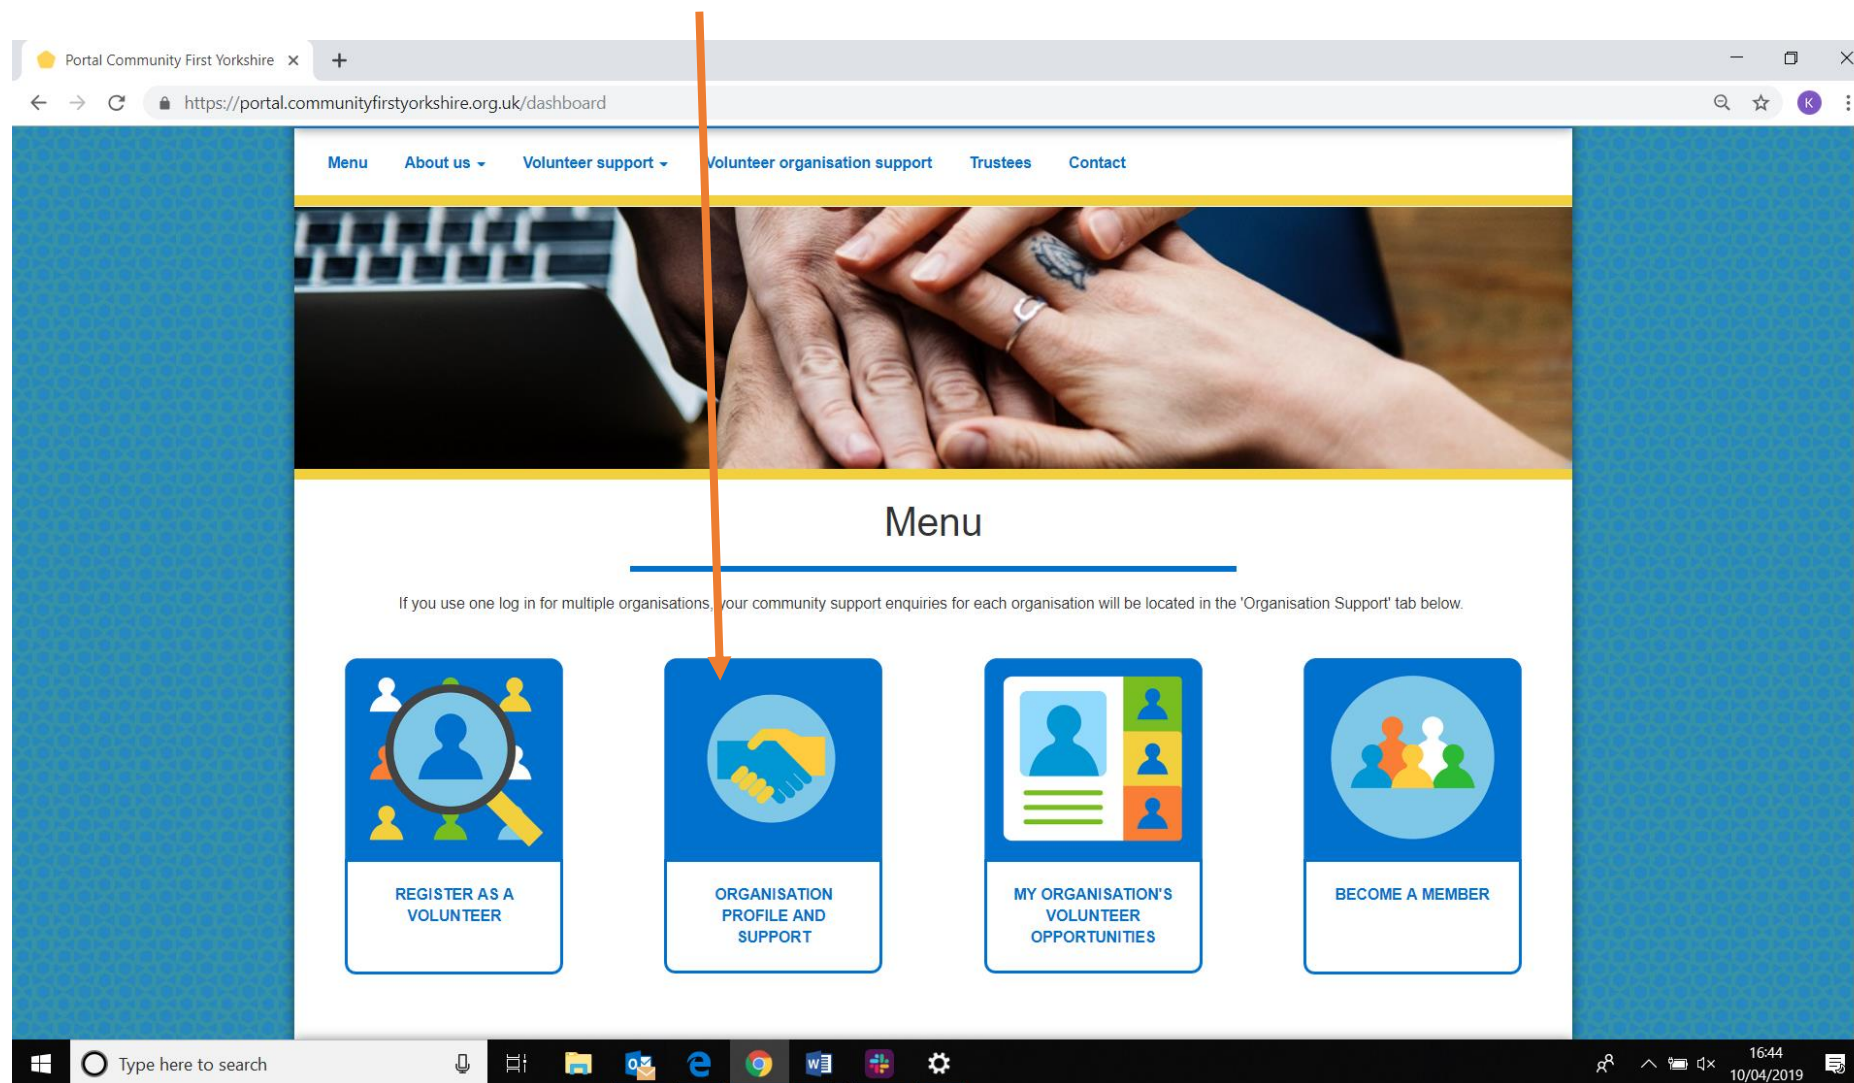 Portal Community First Yorkshire
https://portal.communityfirstyorkshire.org.uk/dashboard
K
Menu About us Volunteer support Volunteer organisation support Trustees Contact
Menu
If you use one log in for multiple organisations, your community support enquiries for each organisation will be located in the 'Organisation Support' tab below.
REGISTER AS A
VOLUNTEER
ORGANISATION
PROFILE AND
SUPPORT
MY ORGANISATION'S
VOLUNTEER
OPPORTUNITIES
BECOME A MEMBER
Type here to search
16:44
10/04/2019